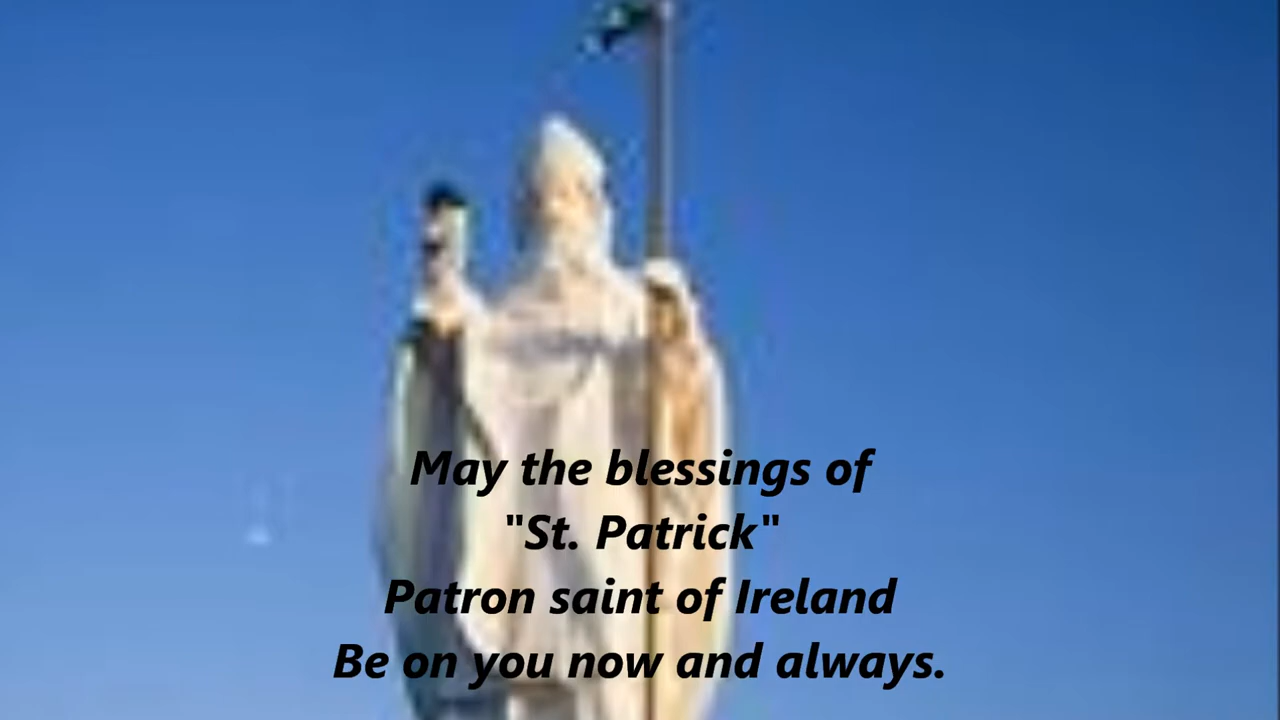 May the blessings of
"St. Patrick"
Patron saint of Ireland
Be on you now and always.